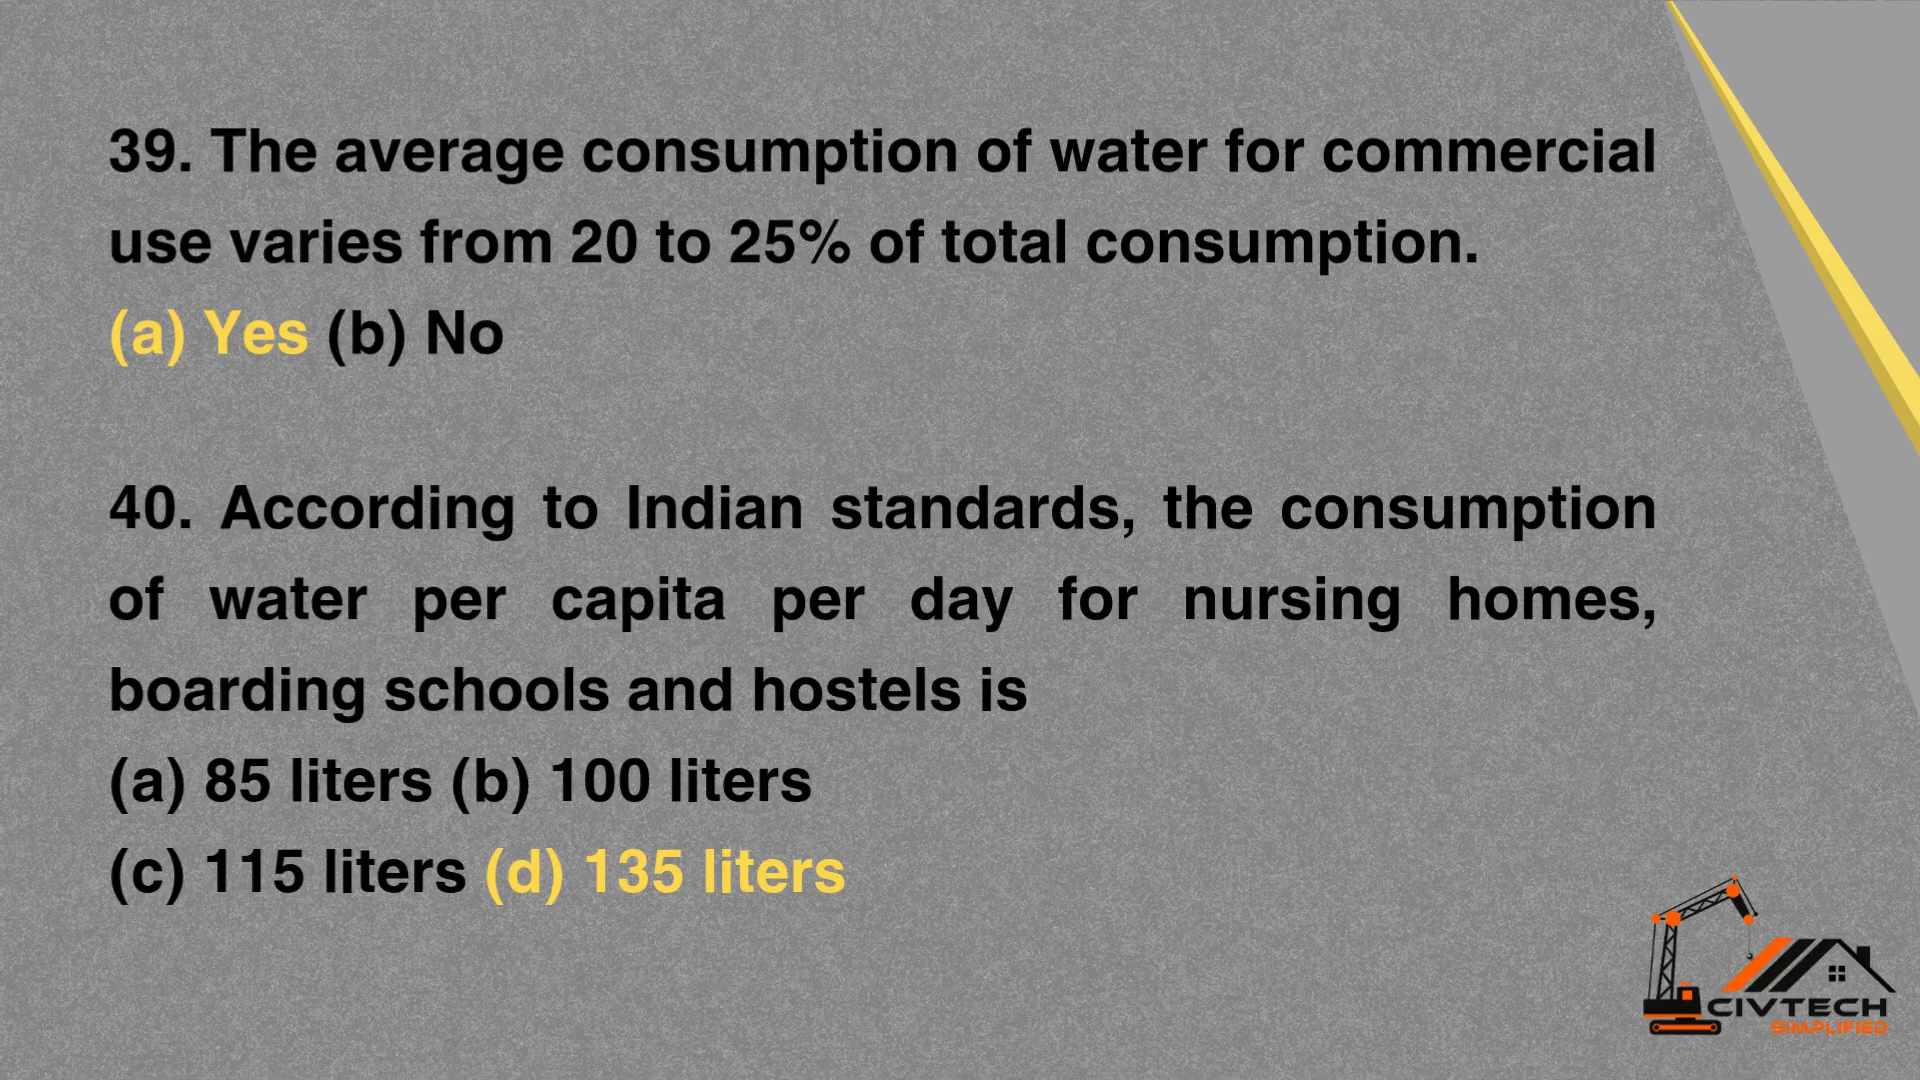 39. The average consumption of water for commercial
use varies from 20 to 25% of total consumption.
(a) Yes (b) No
40. According to Indian standards, the consumption
of water per capita per day for nursing homes,
boarding schools and hostels is
(a) 85 liters (b) 100 liters
(c) 115 liters (d) 135 liters
CIVTECH
SIMPLIFIED